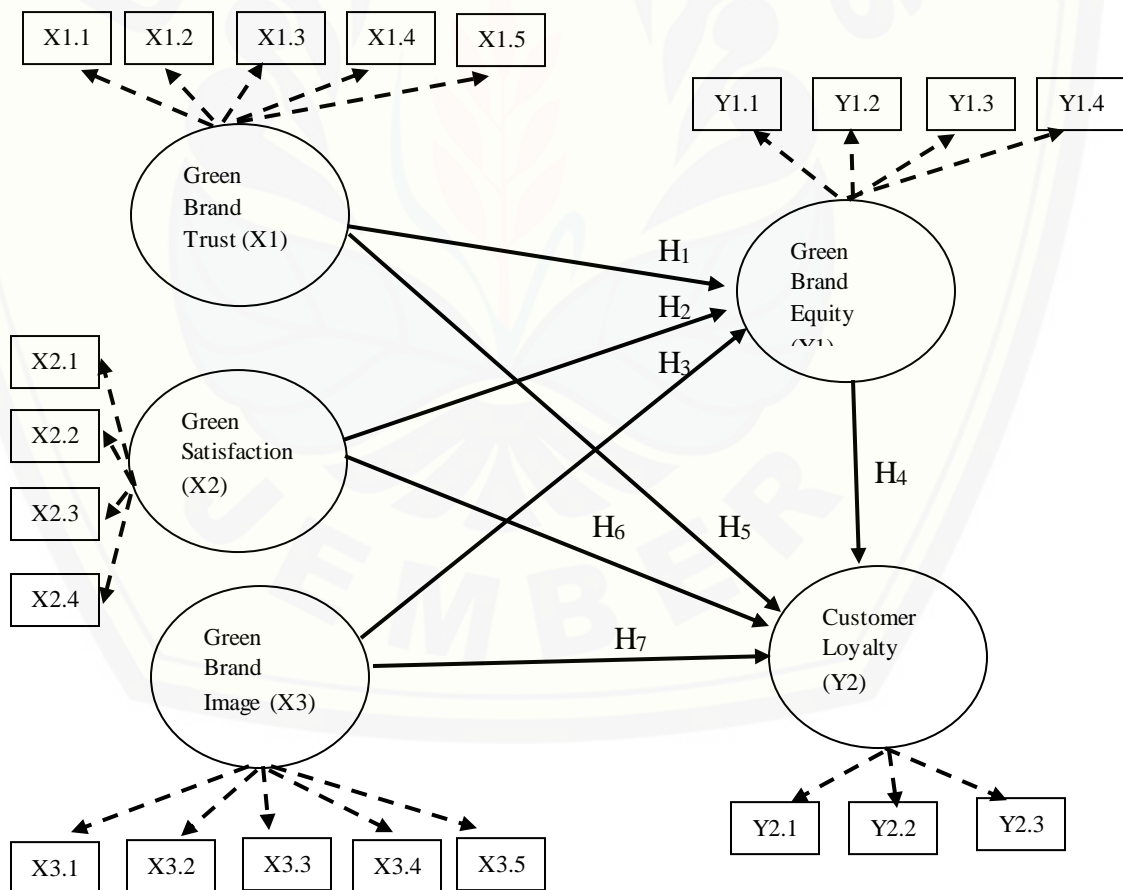 X1.1
X1.2
X1.3
X1.4
X1.5
Y1.1
Y1.2
Y1.3
Y1.4
Green
Brand
Trust (X1)
H1
Green
Brand
Equity
(Y1)
H2
H3
X2.1
X2.2
X2.3
X2.4
Green
Satisfaction
(X2)
H4
H6
H5
Green
Brand
Image (X3)
H7
Customer
Loyalty
(Y2)
X3.1
X3.2
X3.3
X3.4
X3.5
Y2.1
Y2.2
Y2.3
JEMBER